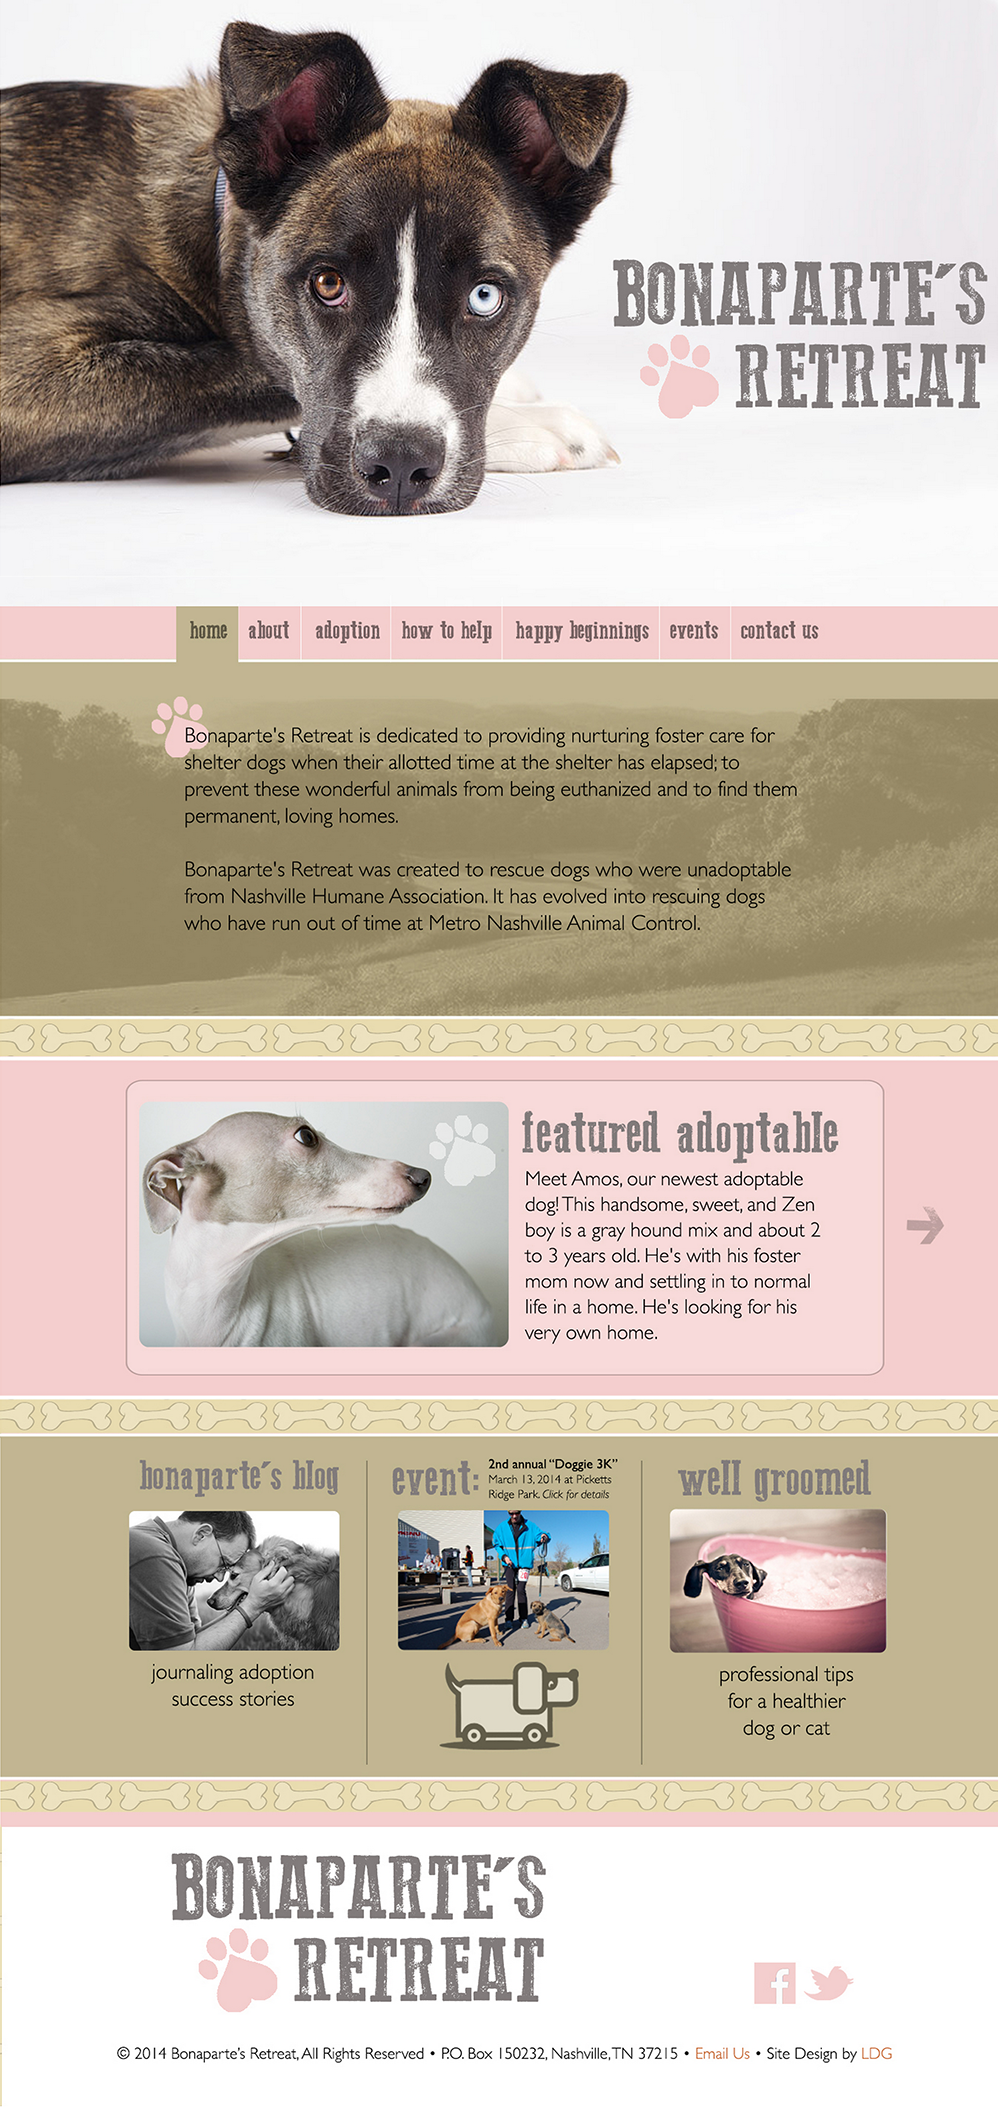 BONAPARTE'S
RETREAT
home about adoption how to help happy beginnings events contact us
Bonaparte's Retreat is dedicated to providing nurturing foster care for
shelter dogs when their allotted time at the shelter has elapsed; to
prevent these wonderful animals from being euthanized and to find them
permanent, loving homes.
Bonaparte's Retreat was created to rescue dogs who were unadoptable
from Nashville Humane Association. It has evolved into rescuing dogs
who have run out of time at Metro Nashville Animal Control.
featured adoptable
Meet Amos, our newest adoptable
dog! This handsome, sweet, and Zen
boy is a gray hound mix and about 2
to 3 years old. He's with his foster
mom now and settling in to normal
life in a home. He's looking for his
very own home.
bonaparte's blog
journaling adoption
success stories
event:
2nd annual “Doggie 3K”
March 13, 2014 at Picketts
Ridge Park. Click for details
well groomed
professional tips
for a healthier
dog or cat
BONAPARTE'S
RETREAT
© 2014 Bonaparte’s Retreat, All Rights Reserved • P.O. Box 150232, Nashville, TN 37215 • Email Us • Site Design by LDG